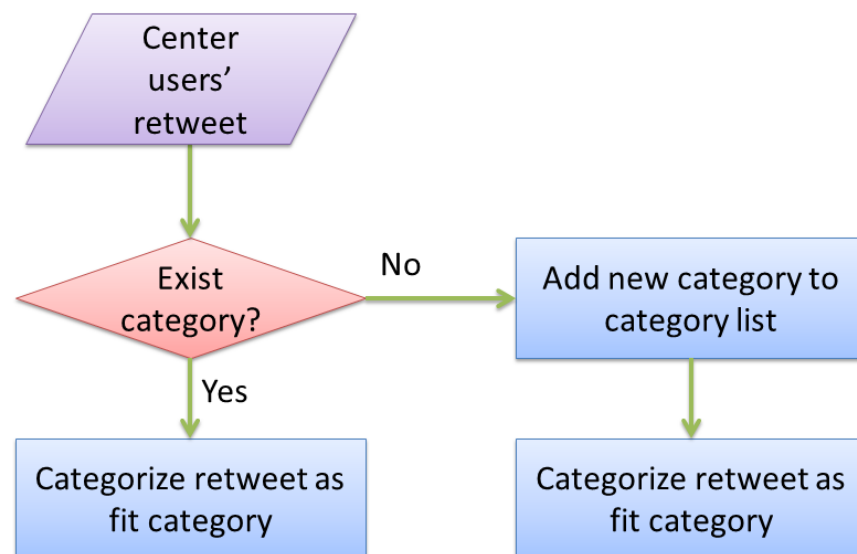 Center
users’
retweet
Exist
category?
No
Add new category to
category list
Yes
Categorize retweet as
fit category
Categorize retweet as
fit category